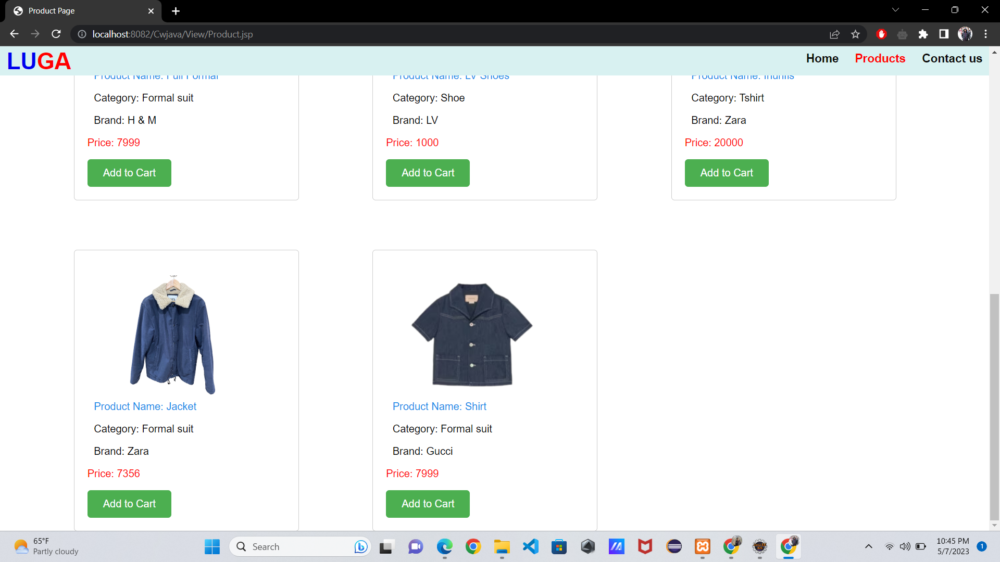 Product Page
localhost:8082/Cwjava/View/Product.jsp
LUGA
Home Products Contact us
Product Name: Full Formal
Category: Formal suit
Brand: H & M
Price: 7999
Add to Cart
Product Name: LV Shoes
Category: Shoe
Brand: LV
Price: 1000
Add to Cart
Product Name:
Category: Tshirt
Brand: Zara
Price: 20000
Add to Cart
Product Name: Jacket
Category: Formal suit
Brand: Zara
Price: 7356
Add to Cart
Product Name: Shirt
Category: Formal suit
Brand: Gucci
Price: 7999
Add to Cart
65°F
Partly cloudy
Search
10:45 PM
5/7/2023
1